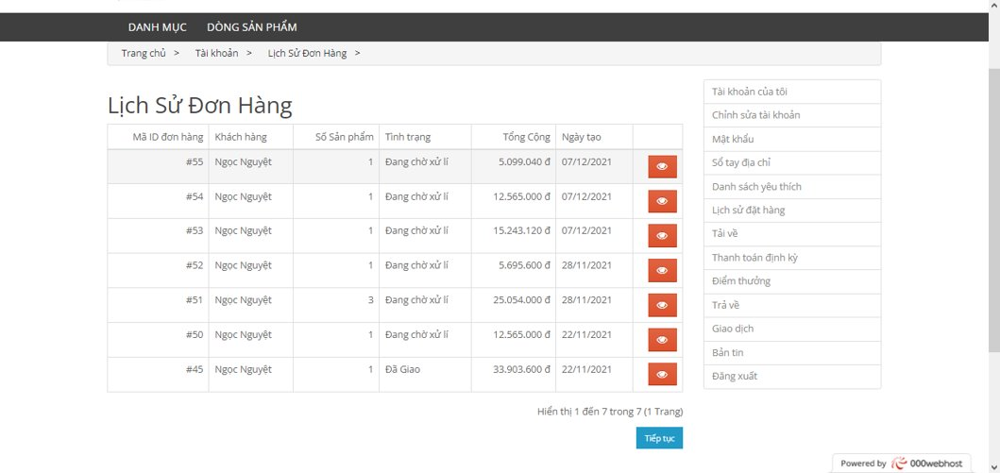 DANH MỤC DÒNG SẢN PHẨM
Trang chủ > Tài khoản > Lịch Sử Đơn Hàng >
Lịch Sử Đơn Hàng
Mã ID đơn hàng Khách hàng Số Sản phẩm Tình trạng Tổng Cộng Ngày tạo
#55 Ngọc Nguyệt 1 Đang chờ xử lí 5.099.040 đ 07/12/2021
#54 Ngọc Nguyệt 1 Đang chờ xử lí 12.565.000 đ 07/12/2021
#53 Ngọc Nguyệt 1 Đang chờ xử lí 15.243.120 đ 07/12/2021
#52 Ngọc Nguyệt 1 Đang chờ xử lí 5.695.600 đ 28/11/2021
#51 Ngọc Nguyệt 3 Đang chờ xử lí 25.054.000 đ 28/11/2021
#50 Ngọc Nguyệt 1 Đang chờ xử lí 12.565.000 đ 22/11/2021
#45 Ngọc Nguyệt 1 Đã Giao 33.903.600 đ 22/11/2021
Hiển thị 1 đến 7 trong 7 (1 Trang)
Tiếp tục
Tài khoản của tôi
Chỉnh sửa tài khoản
Mật khẩu
Sổ tay địa chỉ
Danh sách yêu thích
Lịch sử đặt hàng
Tải về
Thanh toán định kỳ
Điểm thưởng
Trả về
Giao dịch
Bản tin
Đăng xuất
Powered by 000webhost